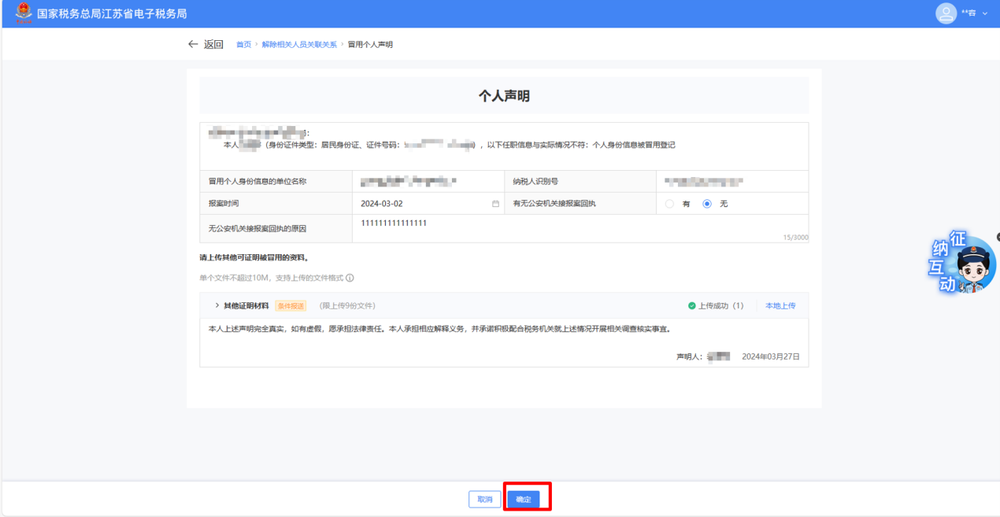 国家税务总局江苏省电子税务局
**容
返回 首页 解除相关人员关联关系 冒用个人声明
个人声明
:
本人（身份证件类型：居民身份证、证件号码：），以下任职信息与实际情况不符：个人身份信息被冒用登记
冒用个人身份信息的单位名称 纳税人识别号
报案时间 2024-03-02 有无公安机关接报案回执 有 无
无公安机关接报案回执的原因 111111111111111
15/3000
请上传其他可证明被冒用的资料。
单个文件不超过10M，支持上传的文件格式
其他证明材料 条件报送 （限上传9份文件） 上传成功（1） 本地上传
本人上述声明完全真实，如有虚假，愿承担法律责任。本人承担相应解释义务，并承诺积极配合税务机关就上述情况开展相关调查核实事宜。
声明人： 2024年03月27日
征纳互动
取消 确定